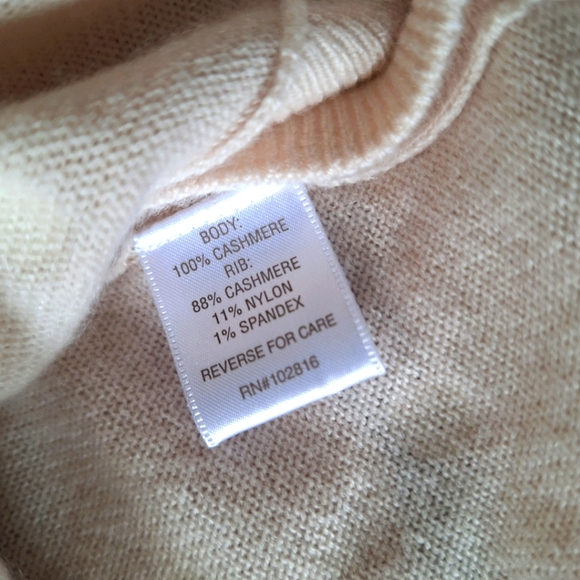 BODY:
100% CASHMERE
RIB:
88% CASHMERE
11% NYLON
1% SPANDEX
REVERSE FOR CARE
RN#102816